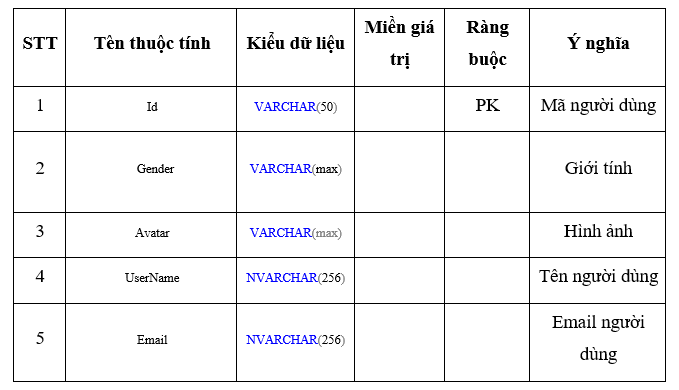 STT Tên thuộc tính Kiểu dữ liệu Miền giá trị Ràng buộc Ý nghĩa
1 Id VARCHAR(50) PK Mã người dùng
2 Gender VARCHAR(max) Giới tính
3 Avatar VARCHAR(max) Hình ảnh
4 UserName NVARCHAR(256) Tên người dùng
5 Email NVARCHAR(256) Email người dùng